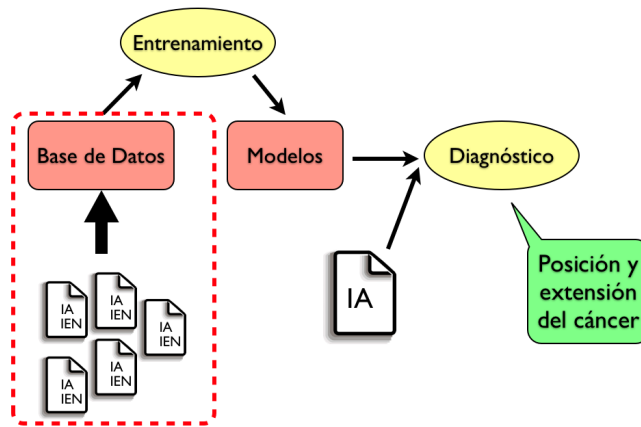 Entrenamiento
Base de Datos
Modelos
Diagnóstico
IA
IEN
IA
IEN
IA
IEN
IA
IEN
IA
IEN
IA
Posición y
extensión
del cáncer